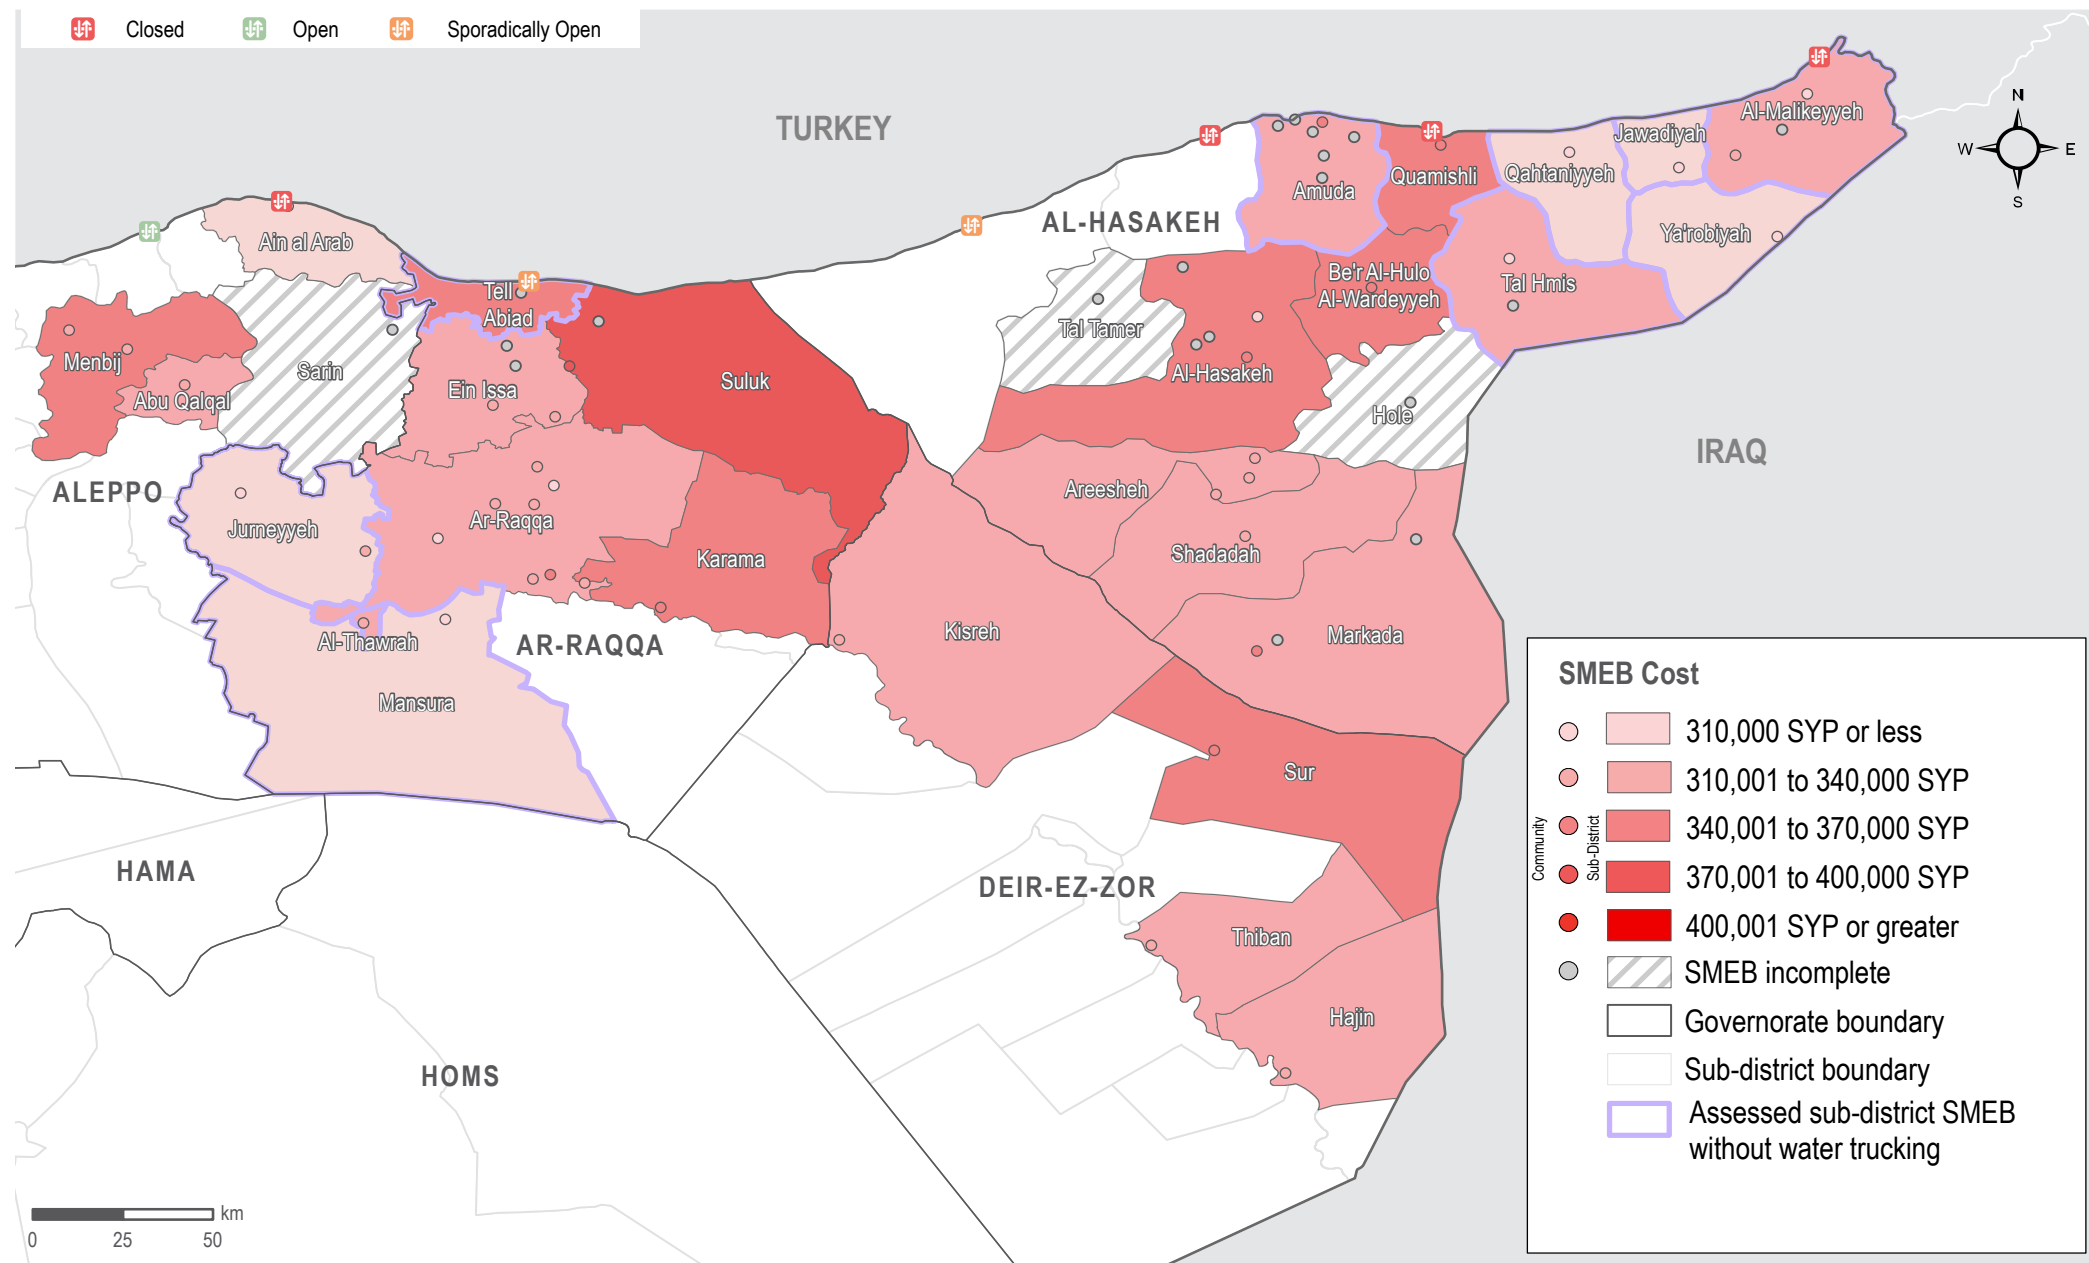 Closed
Open
Sporadically Open
TURKEY
IRAQ
N
W
E
S
AL-HASAKEH
ALEPPO
AR-RAQQA
HAMA
HOMS
DEIR-EZ-ZOR
Al-Malikeyyeh
Jawadiyah
Qahtaniyyeh
Quamishli
Amuda
Ya'robiyah
Ain al Arab
Tell
Abiad
Be'r Al-Hulo
Al-Wardeyyeh
Tal Hmis
Tal Tamer
Menbij
Sarin
Abu Qalqal
Ein Issa
Suluk
Al-Hasakeh
Hole
Areesheh
Jurneyyeh
Ar-Raqqa
Karama
Shadadah
Markada
Kisreh
Al-Thawrah
Mansura
Sur
Thiban
Hajin
SMEB Cost
310,000 SYP or less
310,001 to 340,000 SYP
340,001 to 370,000 SYP
370,001 to 400,000 SYP
400,001 SYP or greater
SMEB incomplete
Community
Sub-District
Governorate boundary
Sub-district boundary
Assessed sub-district SMEB
without water trucking
km
0 25 50